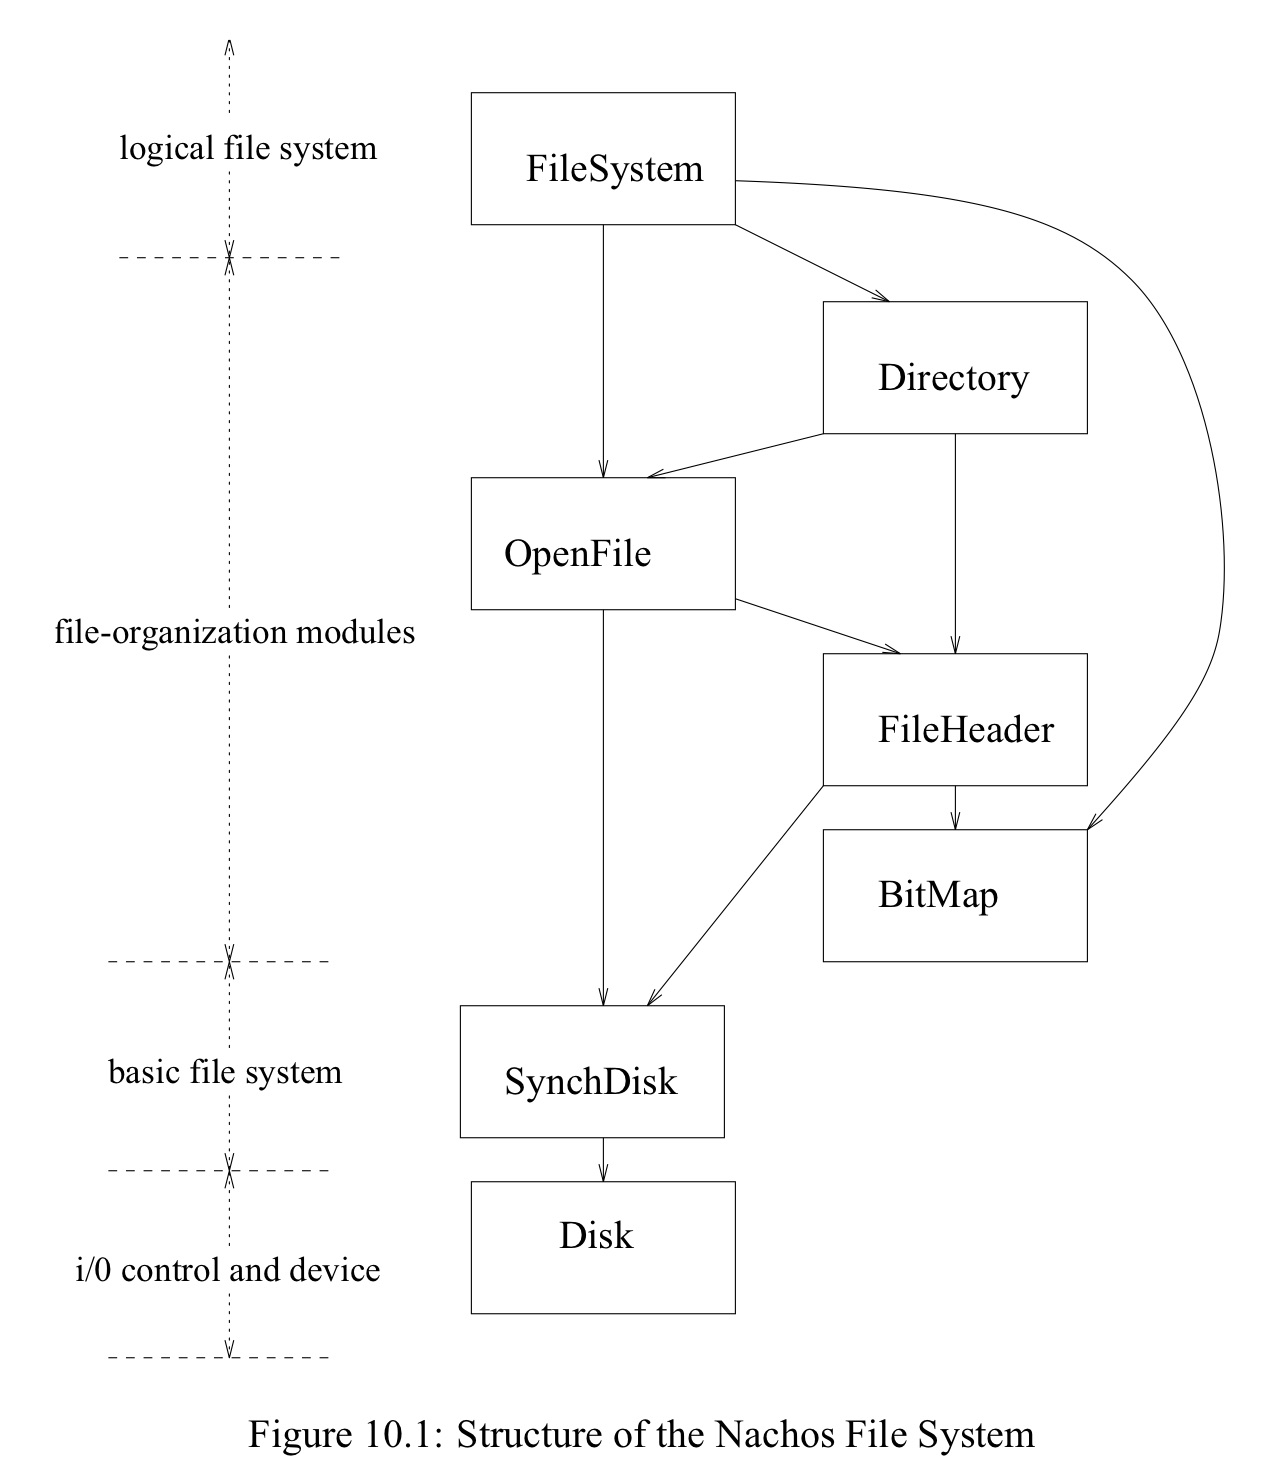 logical file system
FileSystem
Directory
OpenFile
file-organization modules
FileHeader
BitMap
basic file system
SynchDisk
Disk
i/0 control and device
Figure 10.1: Structure of the Nachos File System